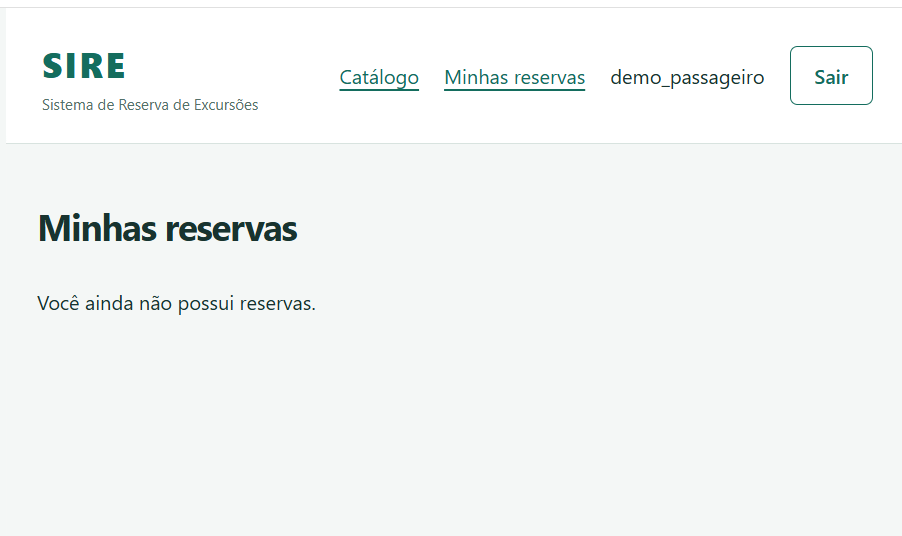 SIRE
Sistema de Reserva de Excursões
Catálogo Minhas reservas demo_passageiro Sair
Minhas reservas
Você ainda não possui reservas.